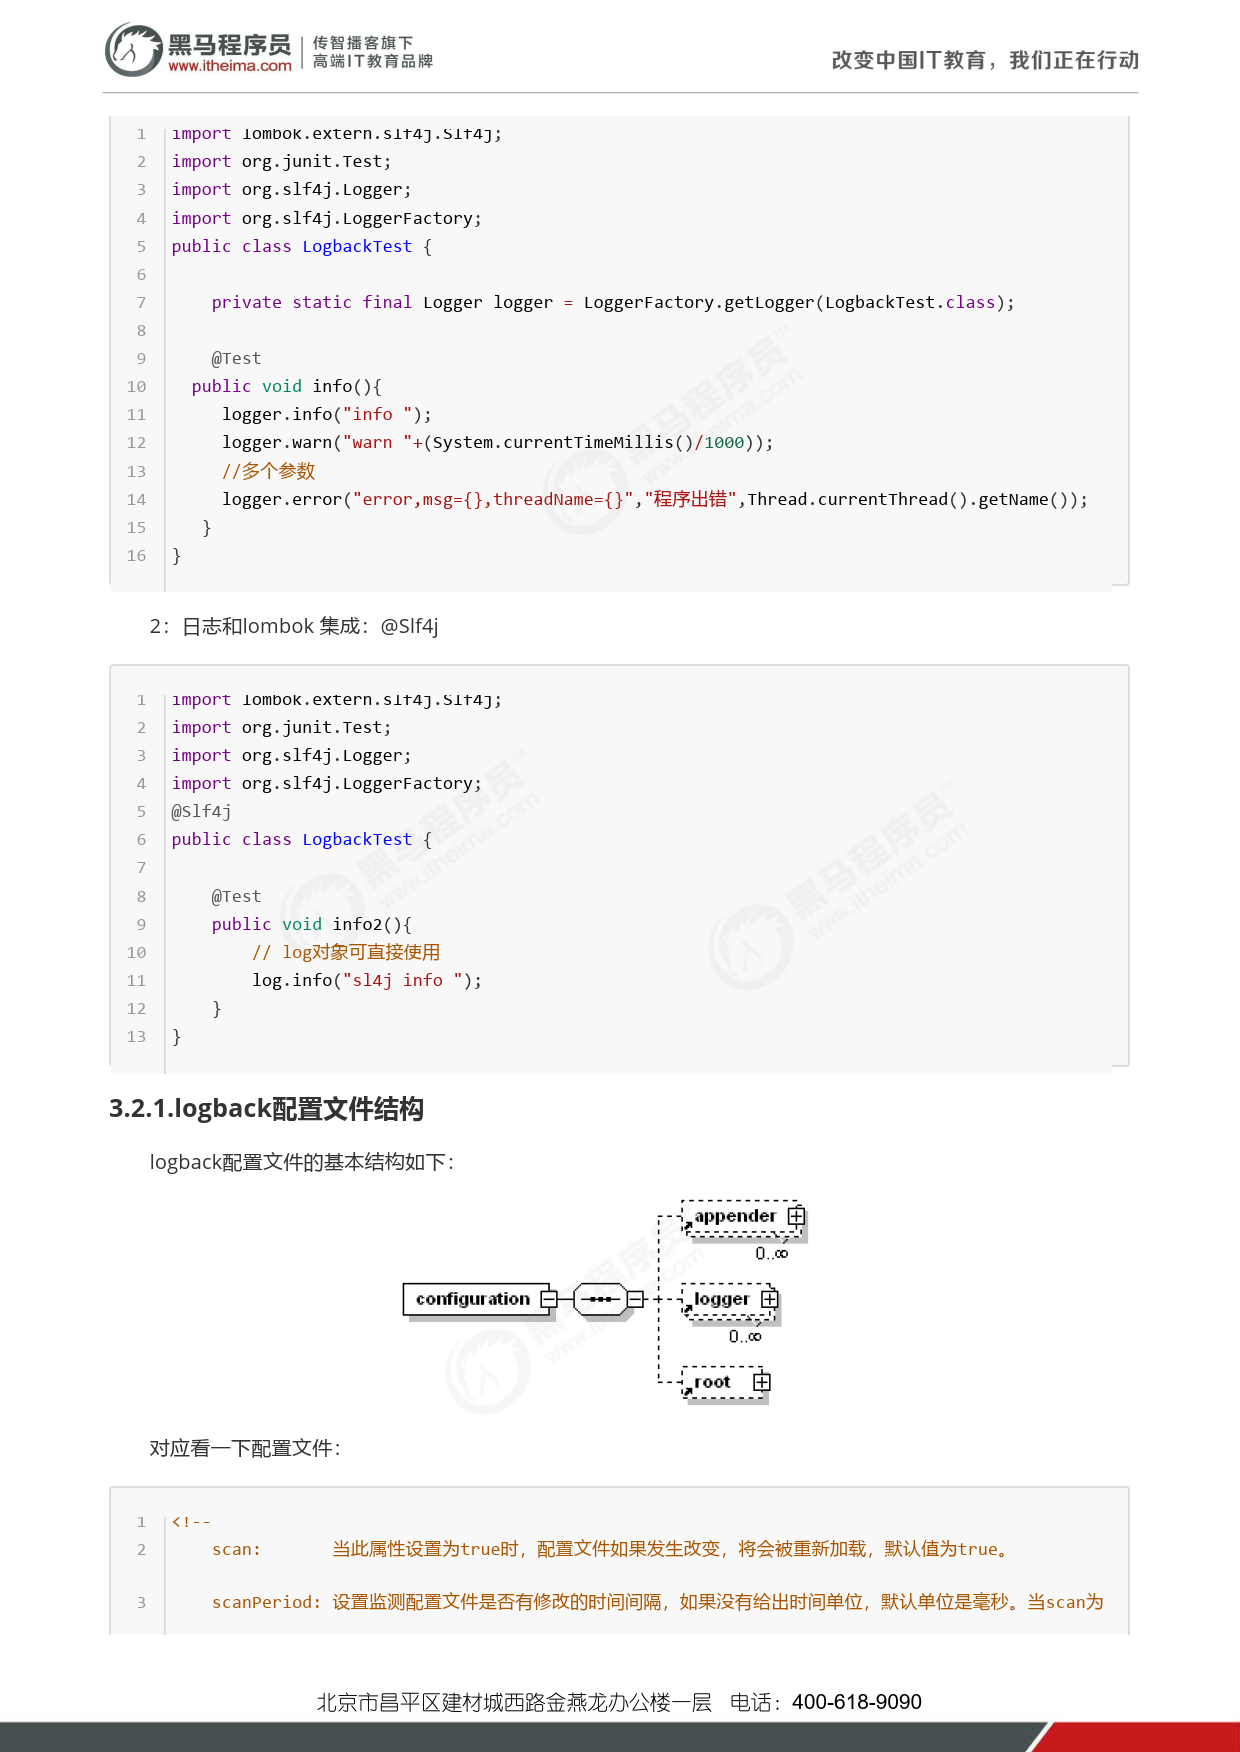 黑马程序员
www.itheima.com
传智播客旗下
高端IT教育品牌
改变中国IT教育，我们正在行动
1 import lombok.extern.slf4j.Slf4j;
2 import org.junit.Test;
3 import org.slf4j.Logger;
4 import org.slf4j.LoggerFactory;
5 public class LogbackTest {
6
7     private static final Logger logger = LoggerFactory.getLogger(LogbackTest.class);
8
9     @Test
10   public void info(){
11      logger.info("info ");
12      logger.warn("warn "+(System.currentTimeMillis()/1000));
13      //多个参数
14      logger.error("error,msg={},threadName={}","程序出错",Thread.currentThread().getName());
15    }
16 }
2：日志和lombok 集成：@Slf4j
1 import lombok.extern.slf4j.Slf4j;
2 import org.junit.Test;
3 import org.slf4j.Logger;
4 import org.slf4j.LoggerFactory;
5 @Slf4j
6 public class LogbackTest {
7
8     @Test
9     public void info2(){
10         // log对象可直接使用
11         log.info("sl4j info ");
12     }
13 }
3.2.1.logback配置文件结构
logback配置文件的基本结构如下：
appender
0..∞
configuration
logger
0..∞
root
对应看一下配置文件：
1 <!--
2     scan:       当此属性设置为true时，配置文件如果发生改变，将会被重新加载，默认值为true。
3     scanPeriod: 设置监测配置文件是否有修改的时间间隔，如果没有给出时间单位，默认单位是毫秒。当scan为
北京市昌平区建材城西路金燕龙办公楼一层 电话：400-618-9090